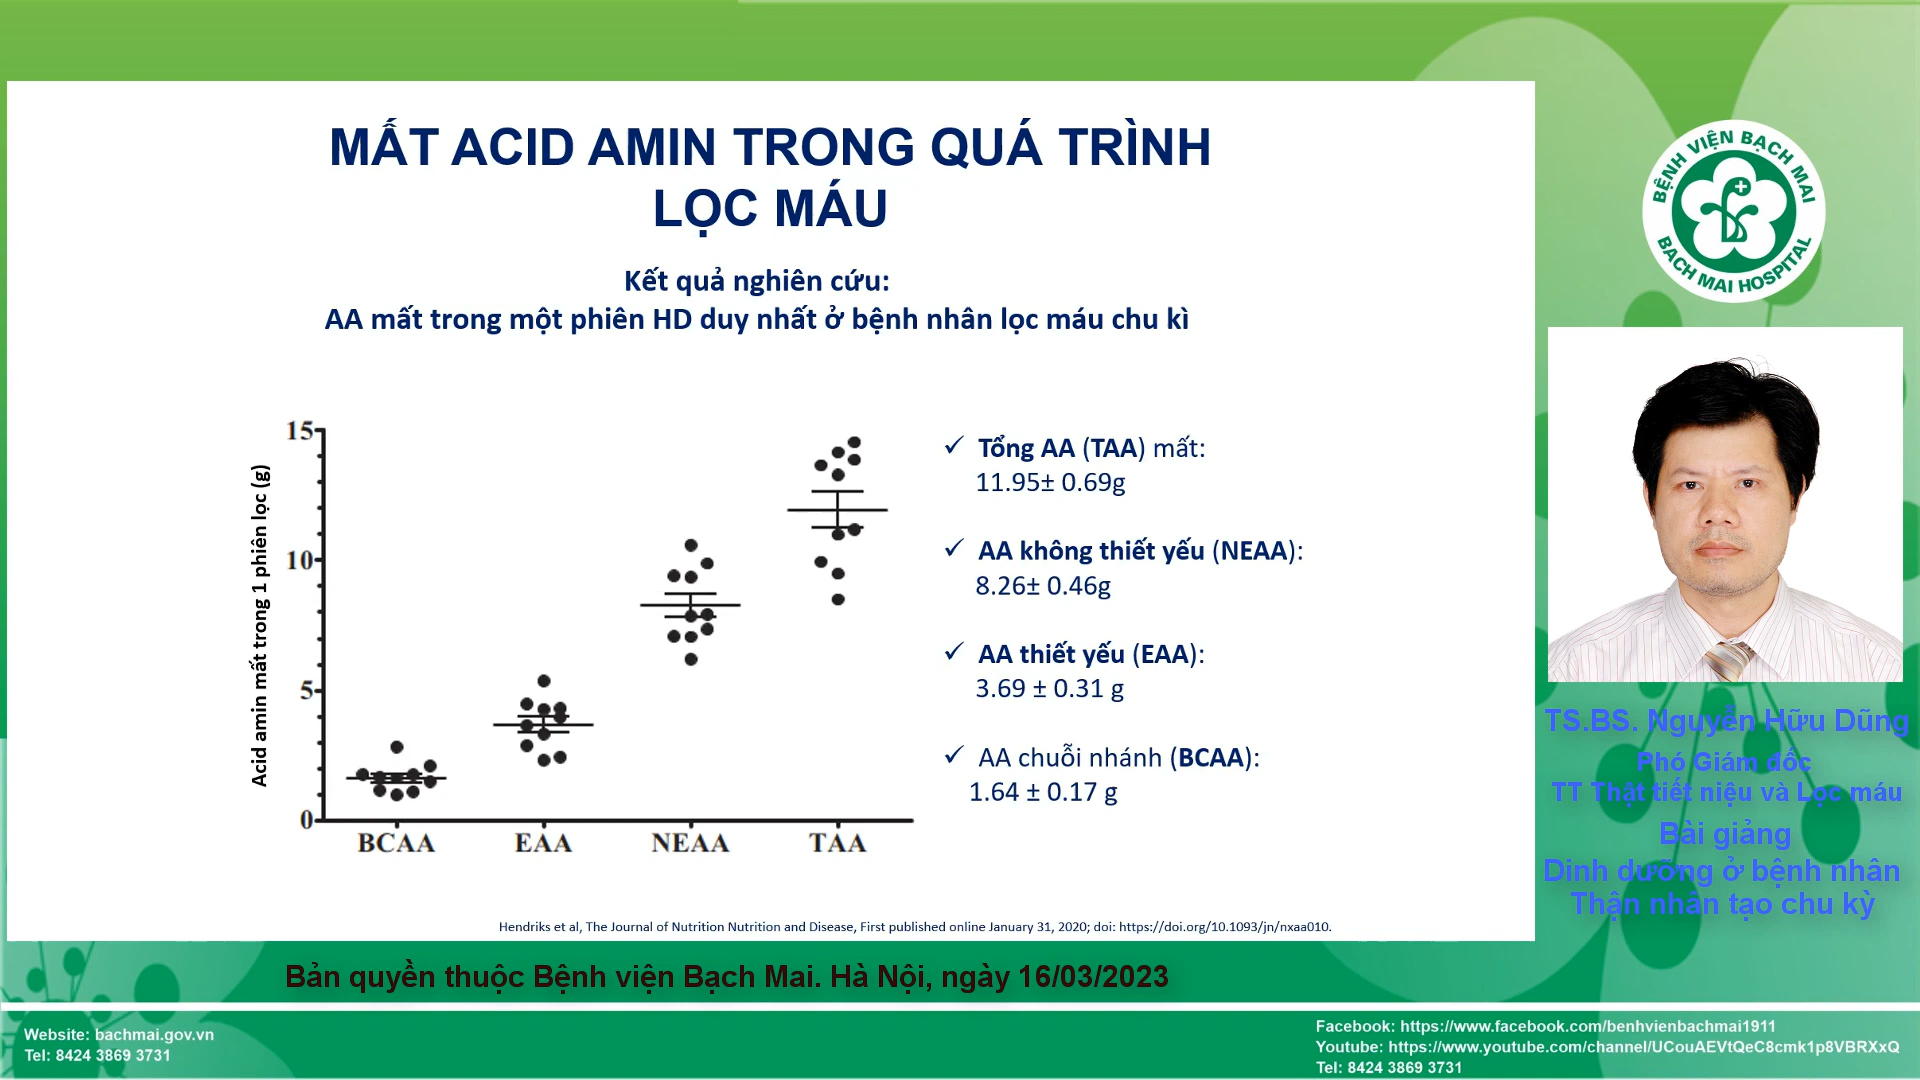 MẤT ACID AMIN TRONG QUÁ TRÌNH
LỌC MÁU
Kết quả nghiên cứu:
AA mất trong một phiên HD duy nhất ở bệnh nhân lọc máu chu kì
Acid amin mất trong 1 phiên lọc (g)
15
10
5
0
BCAA EAA NEAA TAA
✓ Tổng AA (TAA) mất:
11.95± 0.69g
✓ AA không thiết yếu (NEAA):
8.26± 0.46g
✓ AA thiết yếu (EAA):
3.69 ± 0.31 g
✓ AA chuỗi nhánh (BCAA):
1.64 ± 0.17 g
Hendriks et al, The Journal of Nutrition Nutrition and Disease, First published online January 31, 2020; doi: https://doi.org/10.1093/jn/nxaa010.
BỆNH VIỆN BẠCH MAI
BACH MAI HOSPITAL
TS.BS. Nguyễn Hữu Dũng
Phó Giám đốc
TT Thật tiết niệu và Lọc máu
Bài giảng
Dinh dưỡng ở bệnh nhân
Thận nhân tạo chu kỳ
Bản quyền thuộc Bệnh viện Bạch Mai. Hà Nội, ngày 16/03/2023
Website: bachmai.gov.vn
Tel: 8424 3869 3731
Facebook: https://www.facebook.com/benhvienbachmai1911
Youtube: https://www.youtube.com/channel/UCouAEVtQeC8cmk1p8VBRXxQ
Tel: 8424 3869 3731